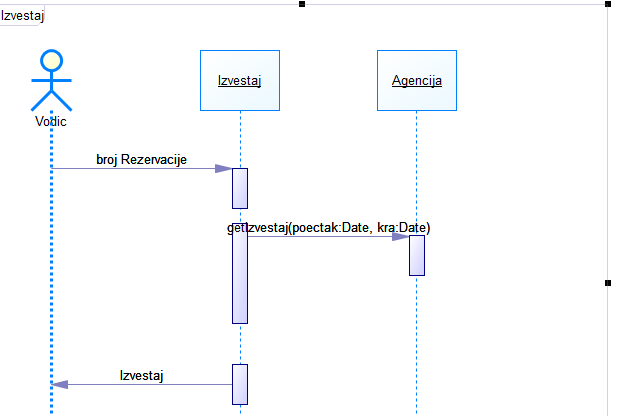 Izvestaj
Izvestaj
Agencija
Vodic
broj Rezervacije
getIzvestaj(poectak:Date, kra:Date)
Izvestaj